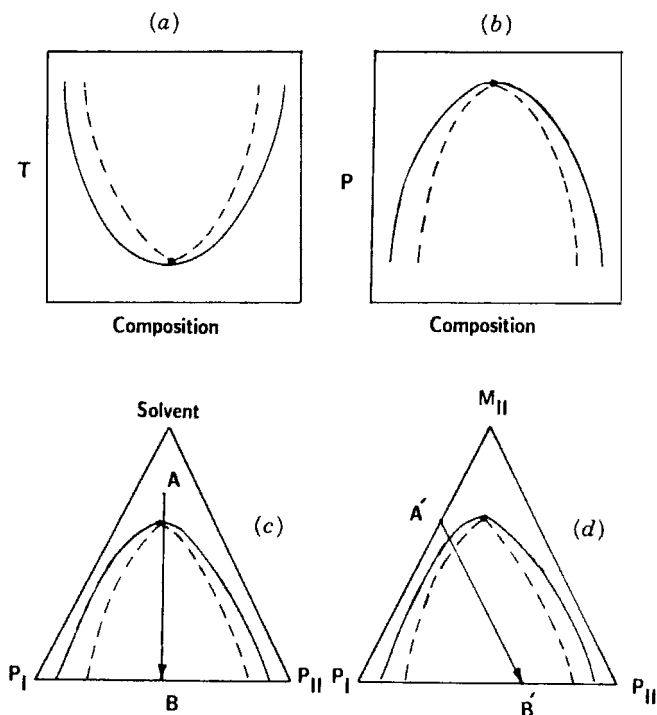 (a)
(b)
T
P
Composition
Composition
Solvent
M_II
A
A′
(c)
(d)
P_I
P_II
P_I
P_II
B
B′